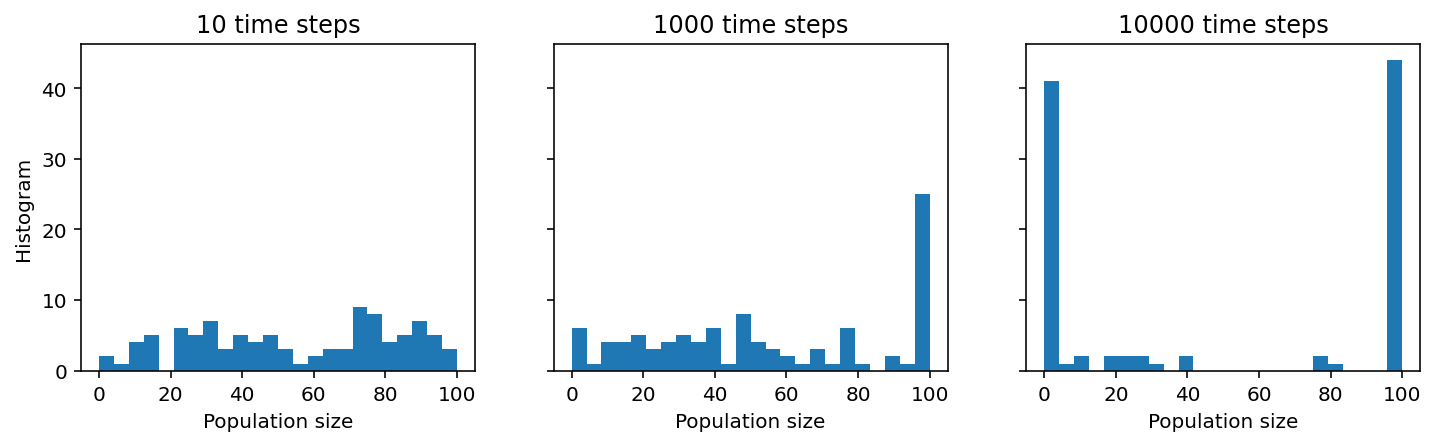 10 time steps
1000 time steps
10000 time steps
Histogram
40
30
20
10
0
0 20 40 60 80 100
0 20 40 60 80 100
0 20 40 60 80 100
Population size
Population size
Population size